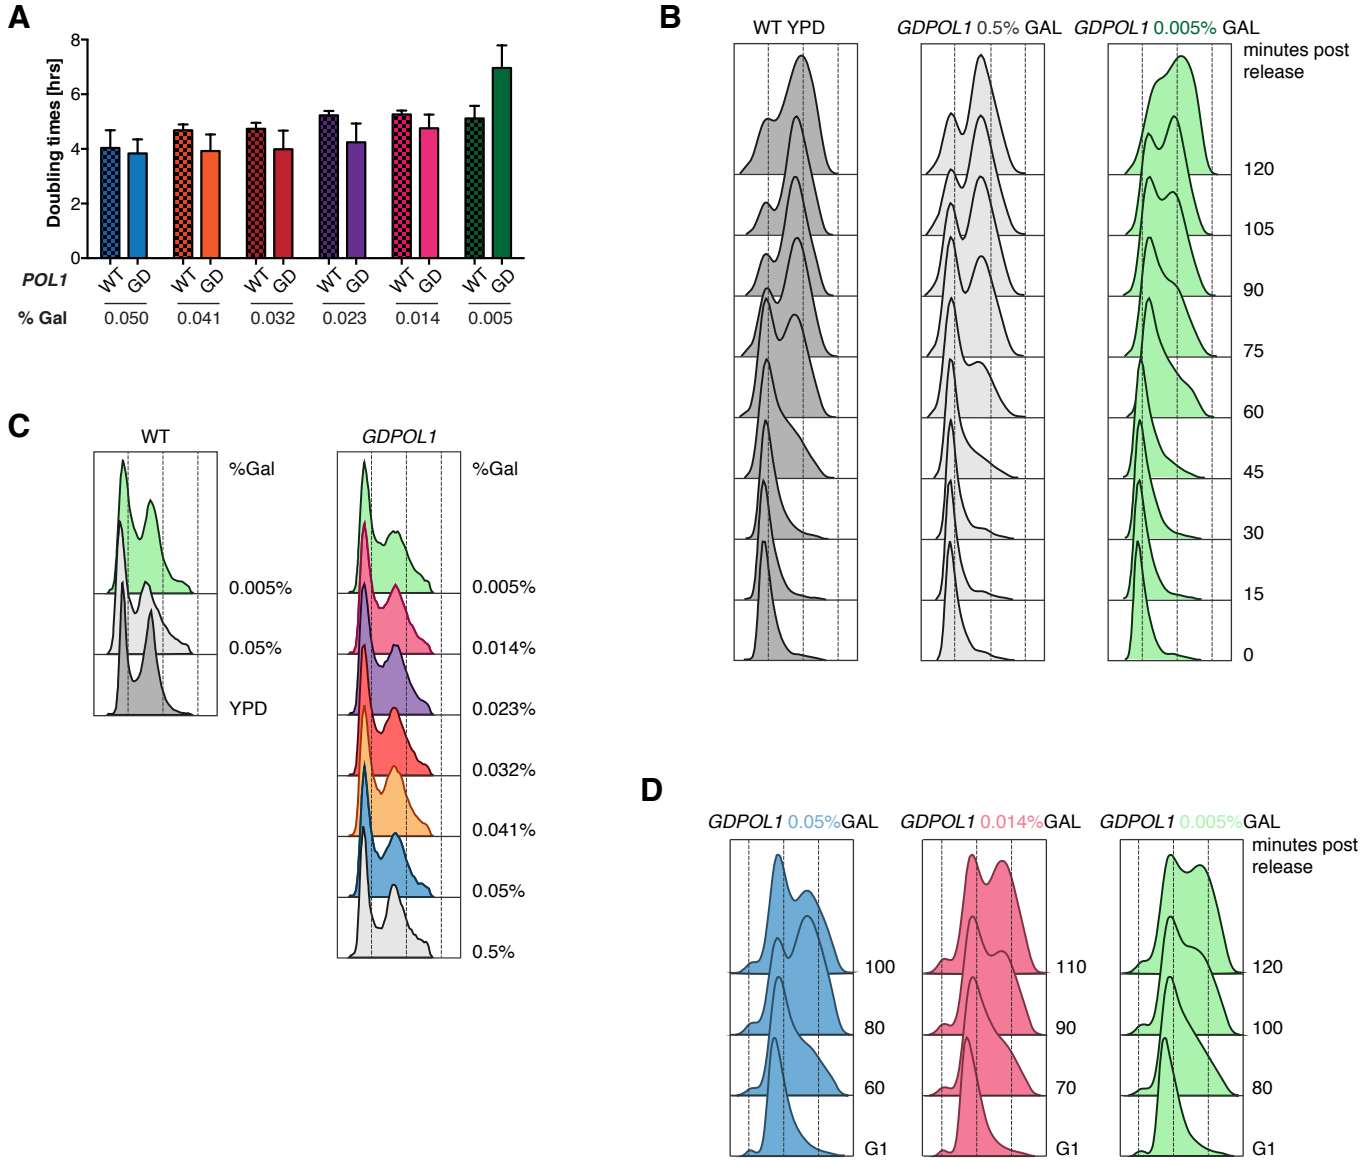 A
Doubling times [hrs]
8
6
4
2
0
POL1
WT GD WT GD WT GD WT GD WT GD WT GD
% Gal
0.050 0.041 0.032 0.023 0.014 0.005
B
WT YPD
GDPOL1 0.5% GAL
GDPOL1 0.005% GAL
minutes post
release
120
105
90
75
60
45
30
15
0
C
WT
%Gal
0.005%
0.05%
YPD
GDPOL1
%Gal
0.005%
0.014%
0.023%
0.032%
0.041%
0.05%
0.5%
D
GDPOL1 0.05%GAL
100
80
60
G1
GDPOL1 0.014%GAL
110
90
70
G1
GDPOL1 0.005%GAL
minutes post
release
120
100
80
G1